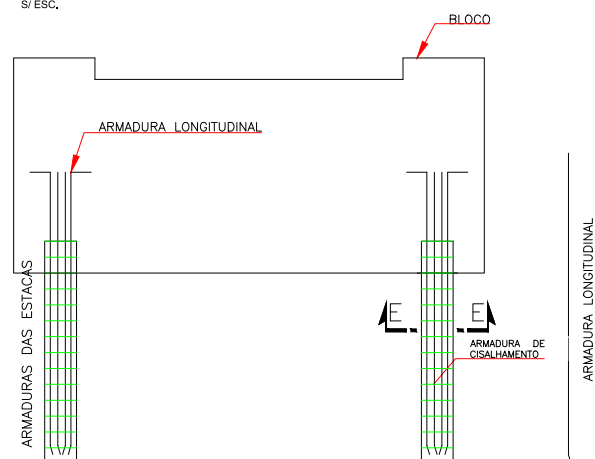 S/ ESC.
BLOCO
ARMADURA LONGITUDINAL
ARMADURAS DAS ESTACAS
E E
ARMADURA DE
CISALHAMENTO
ARMADURA LONGITUDINAL